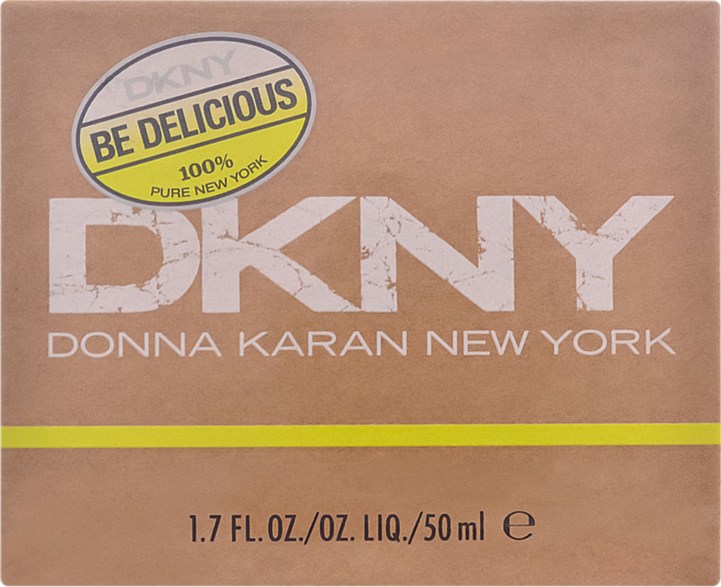 DKNY
BE DELICIOUS
100%
PURE NEW YORK
DKNY
DONNA KARAN NEW YORK
1.7 FL. OZ./OZ. LIQ./50 ml ℮